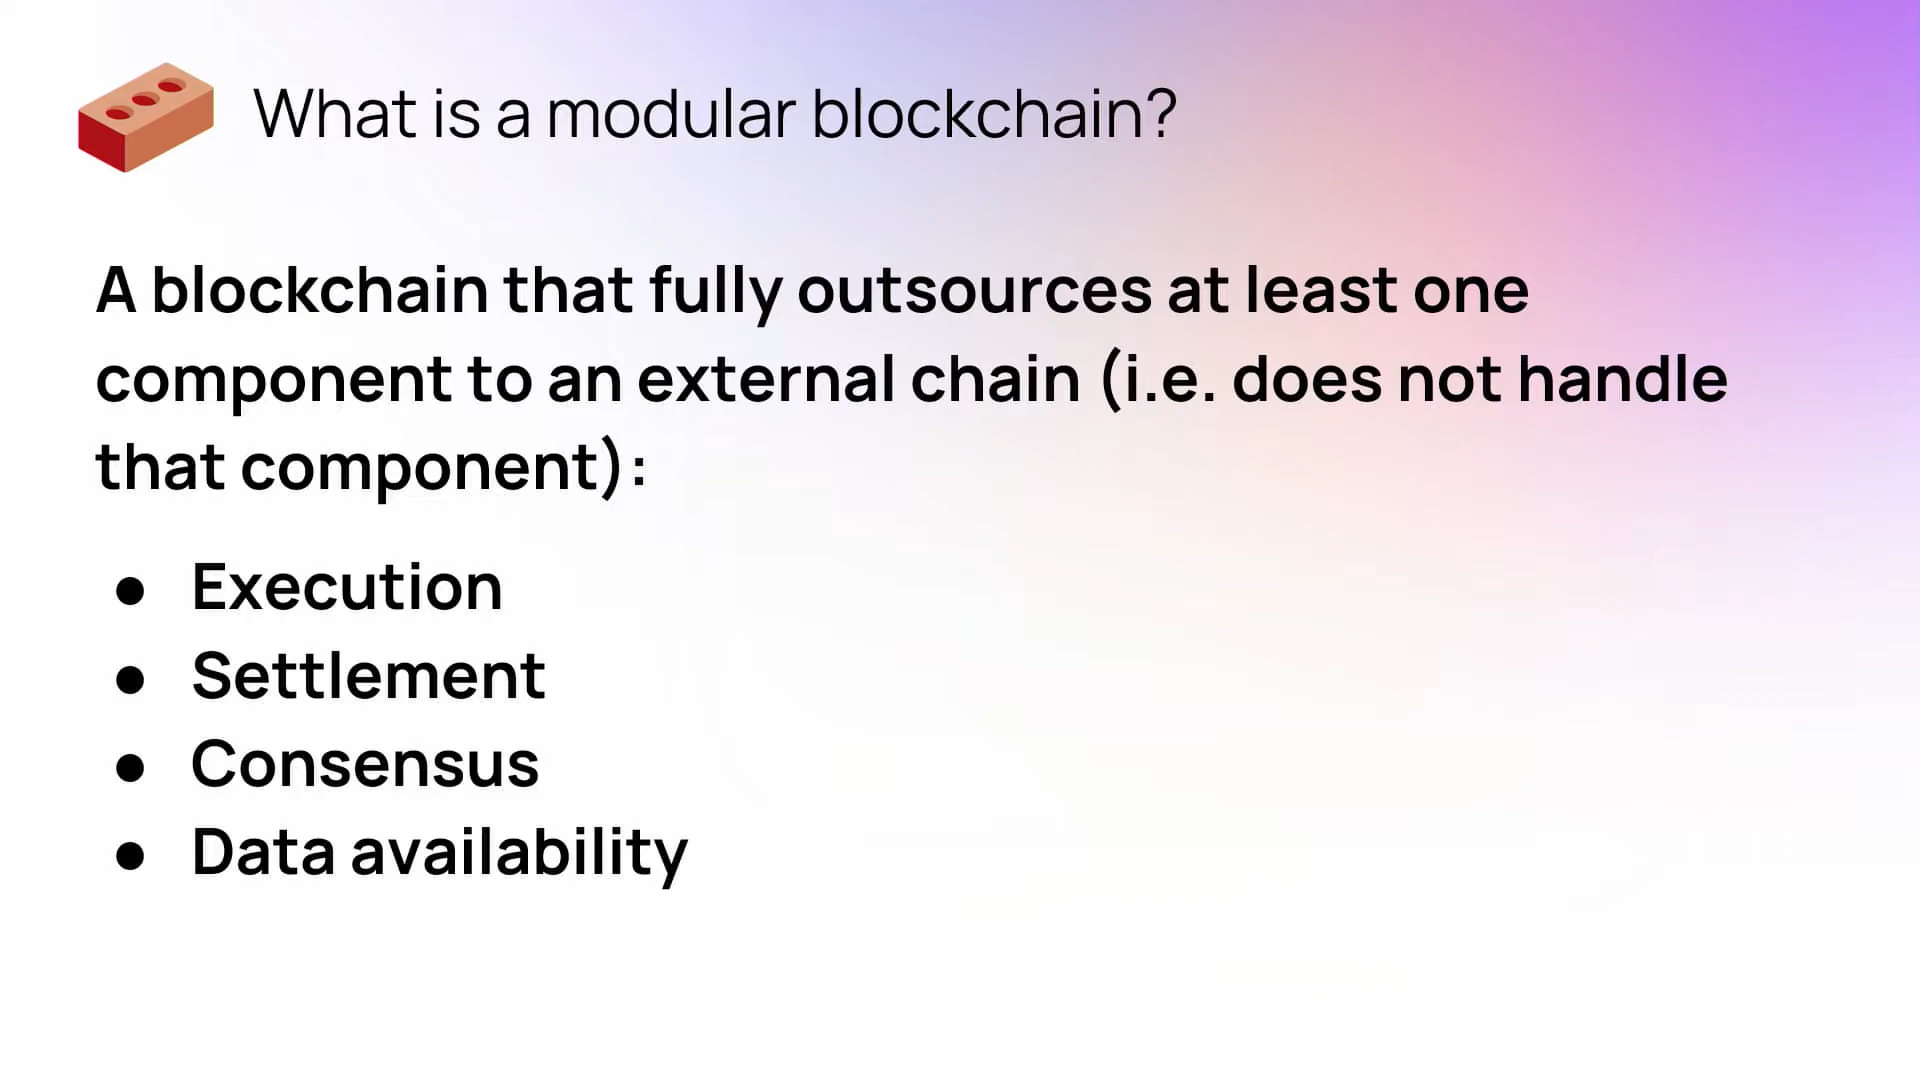 What is a modular blockchain?
A blockchain that fully outsources at least one
component to an external chain (i.e. does not handle
that component):
● Execution
● Settlement
● Consensus
● Data availability